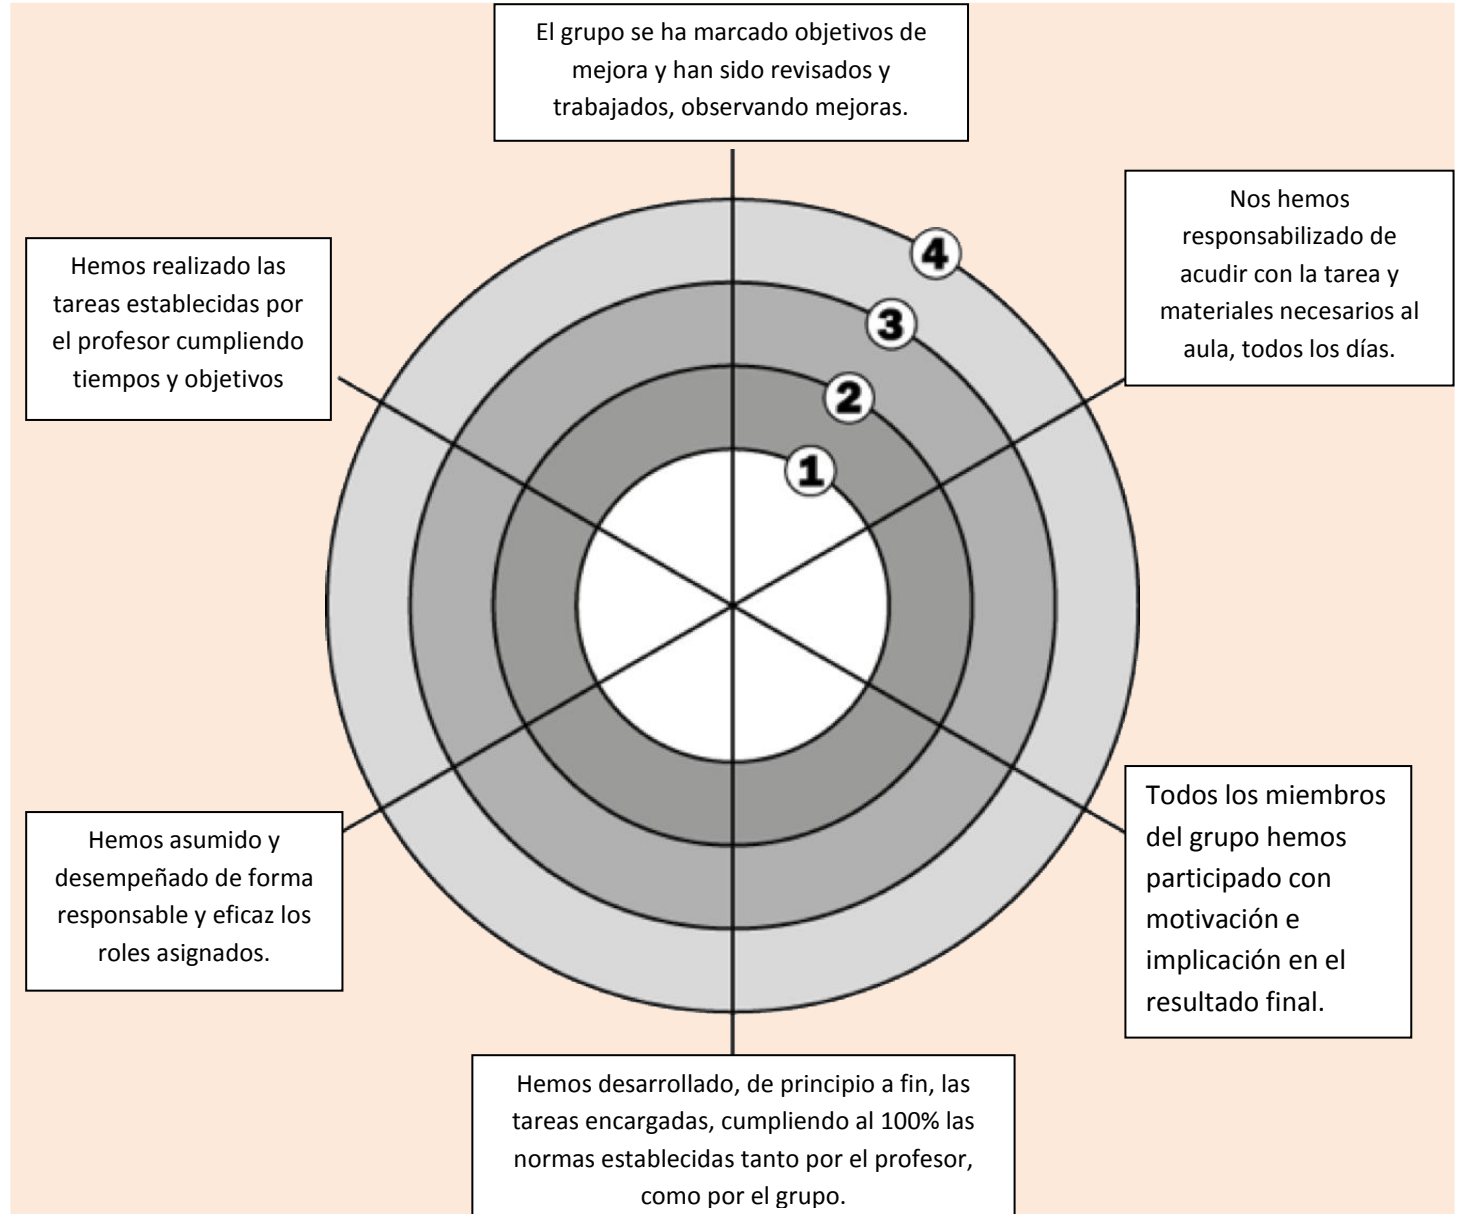 El grupo se ha marcado objetivos de
mejora y han sido revisados y
trabajados, observando mejoras.
Nos hemos
responsabilizado de
acudir con la tarea y
materiales necesarios al
aula, todos los días.
Hemos realizado las
tareas establecidas por
el profesor cumpliendo
tiempos y objetivos
4
3
2
1
Hemos asumido y
desempeñado de forma
responsable y eficaz los
roles asignados.
Todos los miembros
del grupo hemos
participado con
motivación e
implicación en el
resultado final.
Hemos desarrollado, de principio a fin, las
tareas encargadas, cumpliendo al 100% las
normas establecidas tanto por el profesor,
como por el grupo.